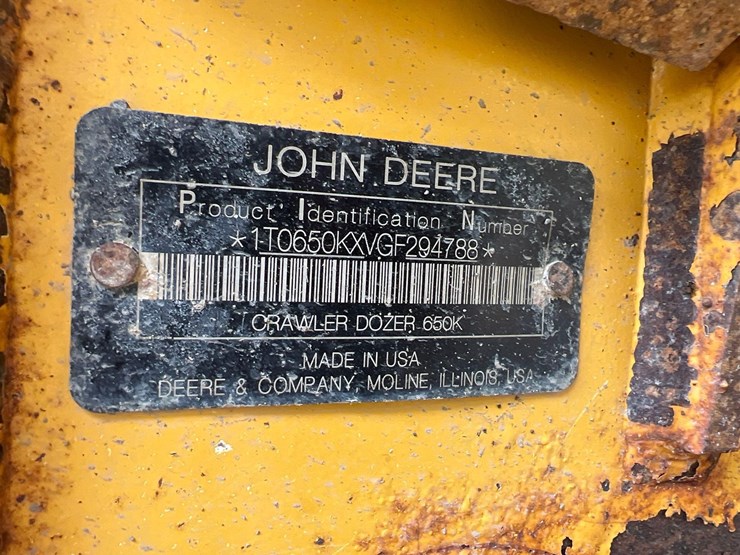 JOHN DEERE
Product Identification Number
*1T0650KXVGF294788*
CRAWLER DOZER 650K
MADE IN USA
DEERE & COMPANY MOLINE, ILLINOIS, USA